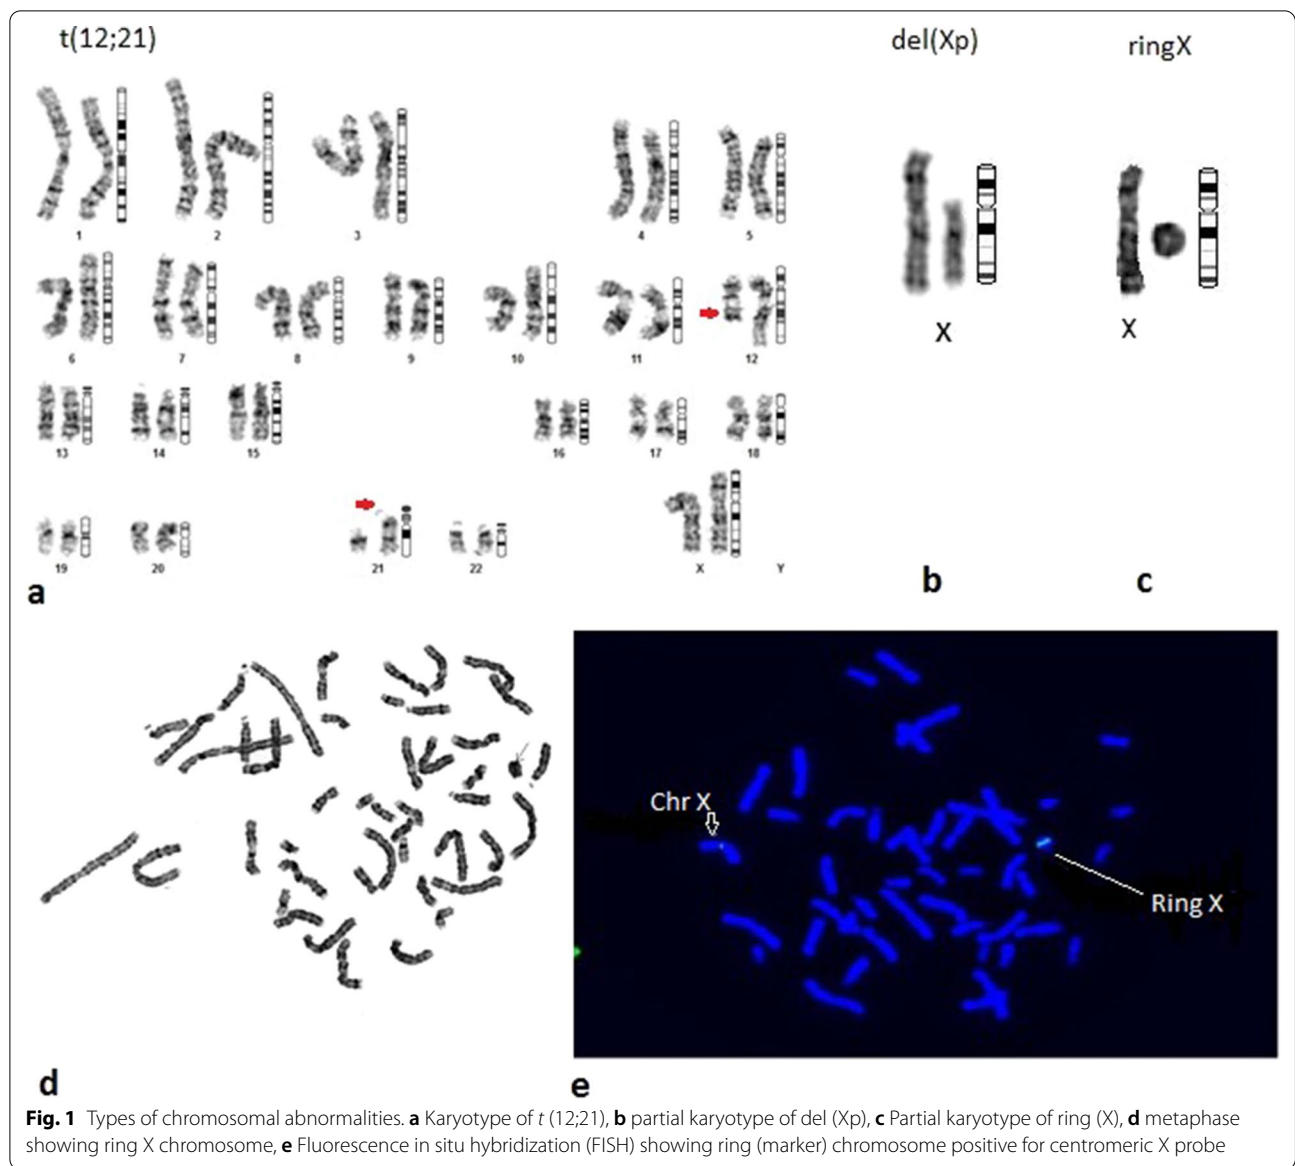 t(12;21)
del(Xp)
ringX
1 2 3 4 5
X X
6 7 8 9 10 11 12
13 14 15 16 17 18
19 20 21 22 X Y
a
b
c
Chr X
Ring X
d
e
Fig. 1 Types of chromosomal abnormalities. a Karyotype of t (12;21), b partial karyotype of del (Xp), c Partial karyotype of ring (X), d metaphase
showing ring X chromosome, e Fluorescence in situ hybridization (FISH) showing ring (marker) chromosome positive for centromeric X probe